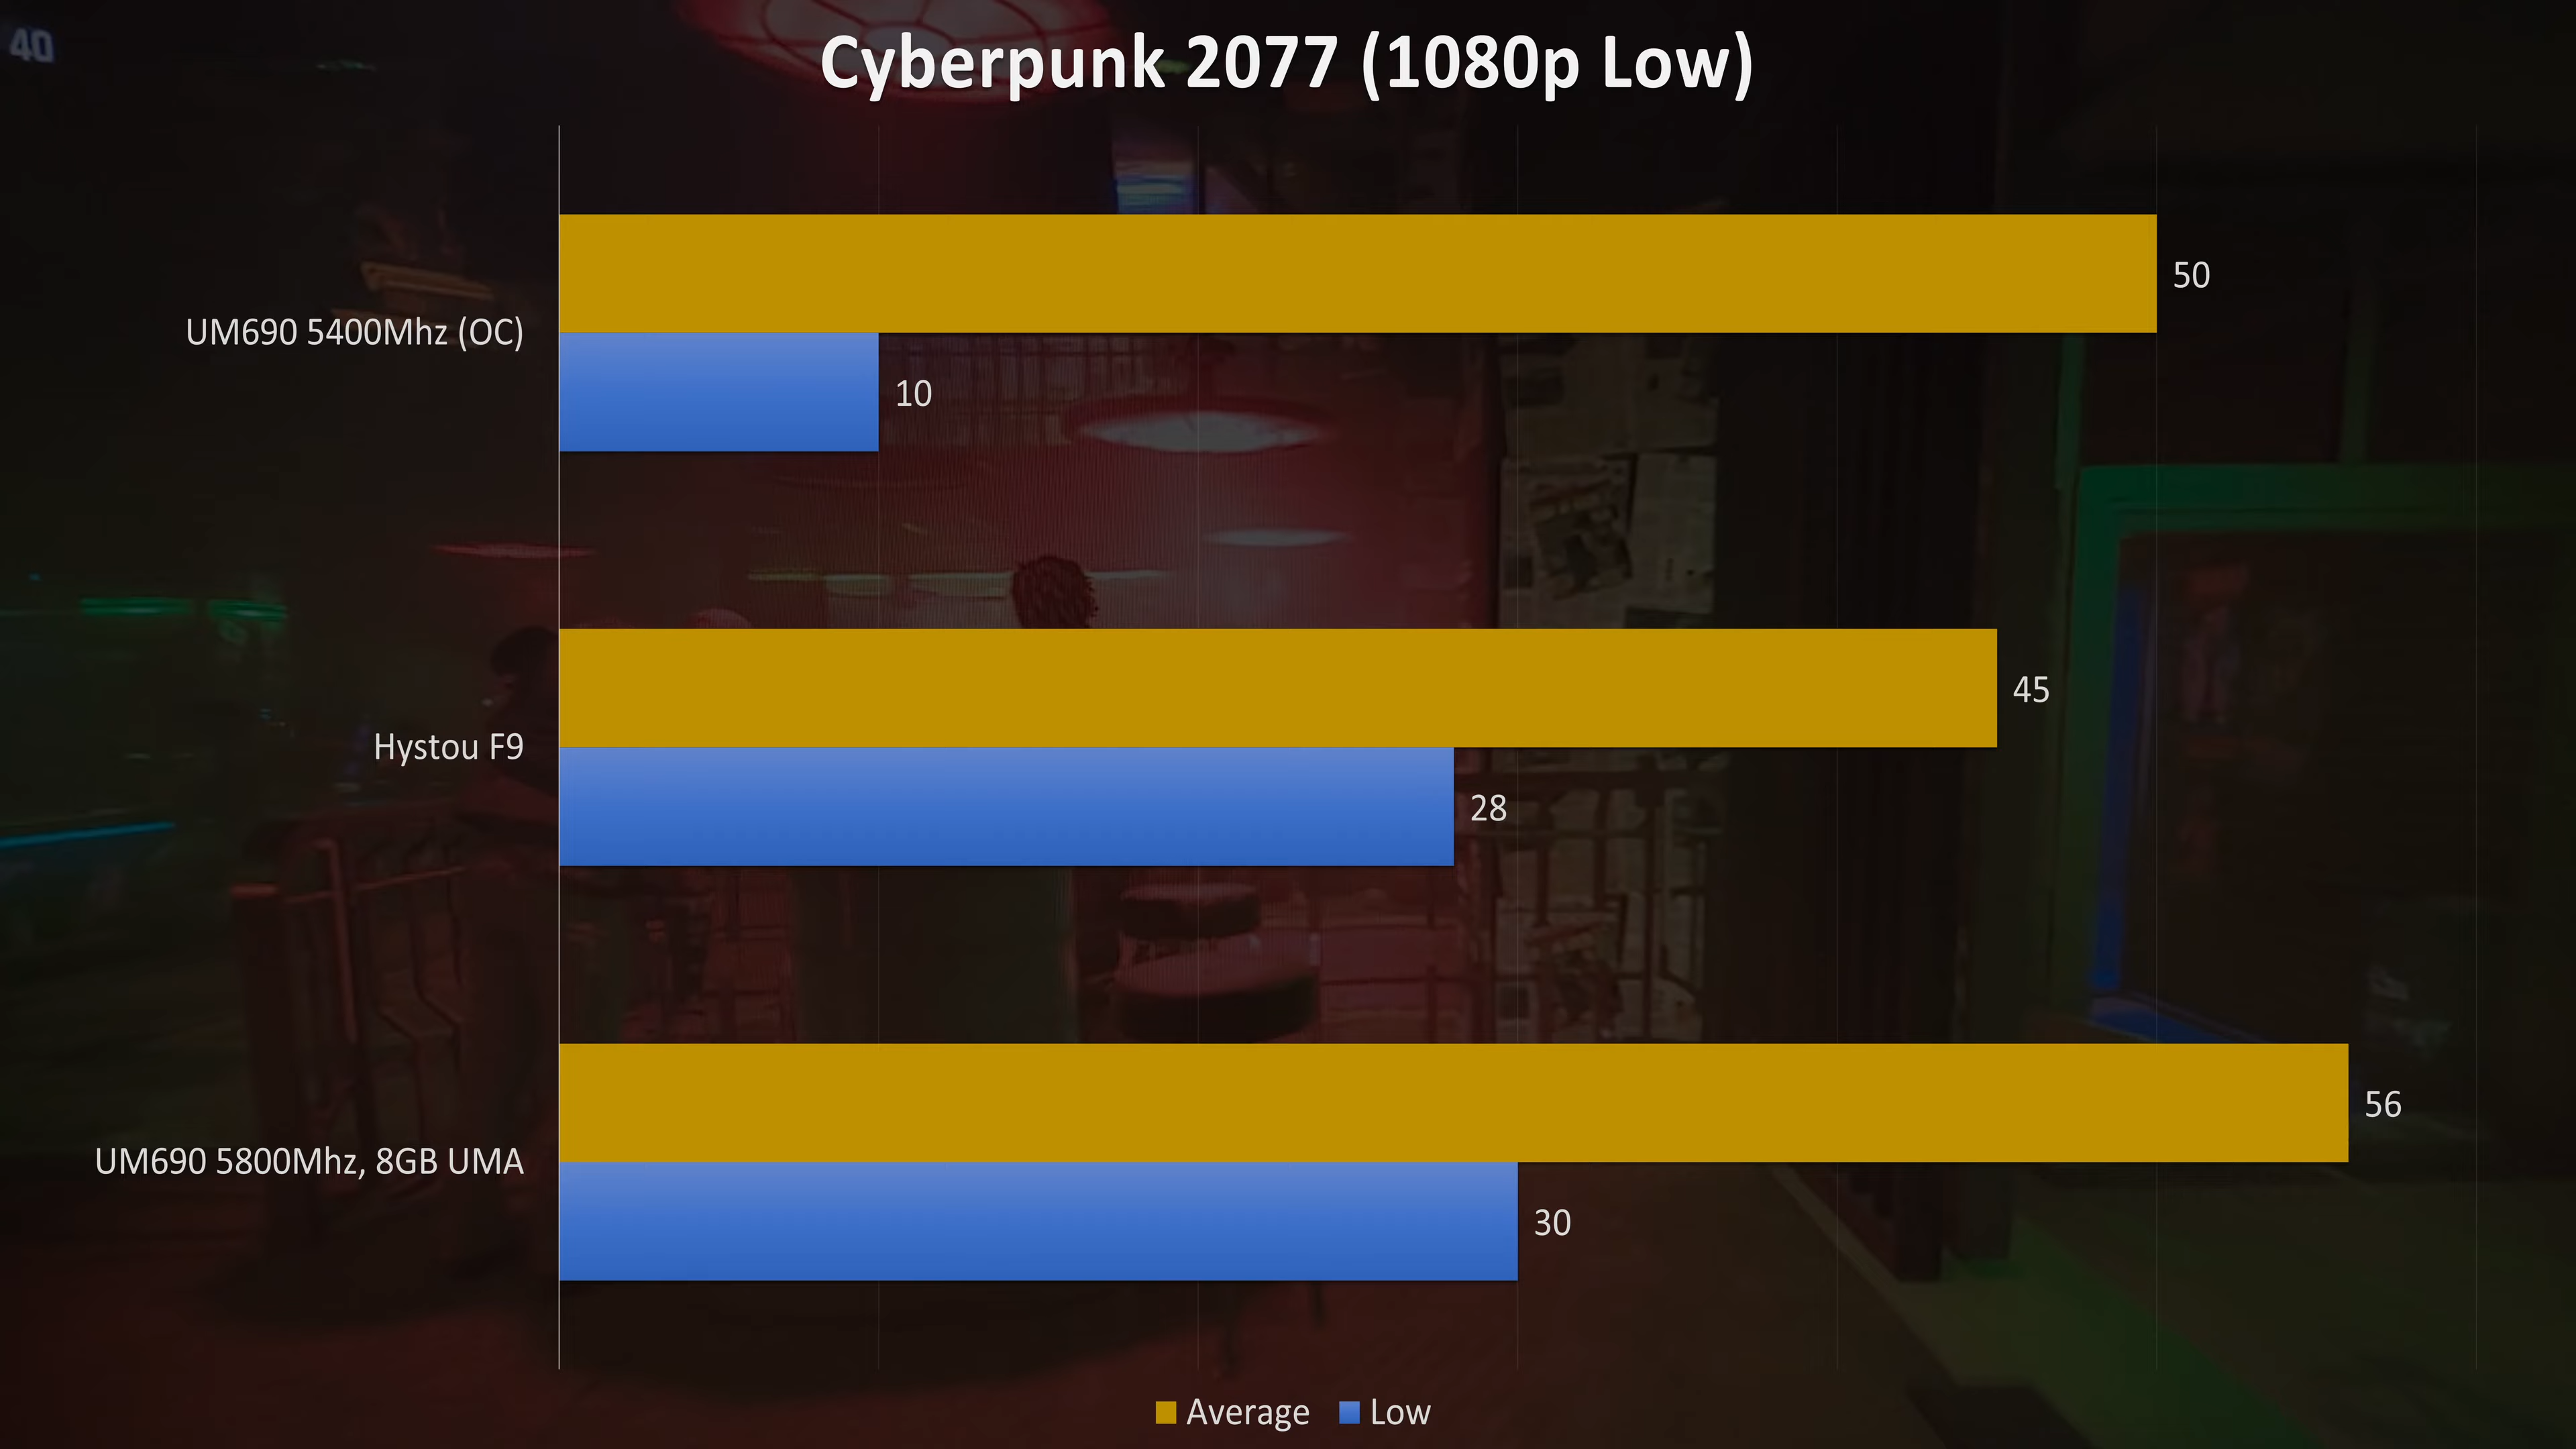 40
Cyberpunk 2077 (1080p Low)
50
UM690 5400Mhz (OC)
10
45
Hystou F9
28
56
UM690 5800Mhz, 8GB UMA
30
Average Low